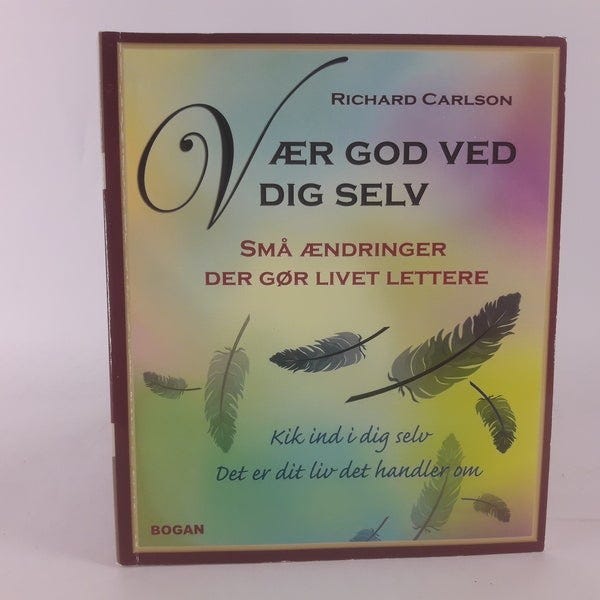 RICHARD CARLSON
VÆR GOD VED
DIG SELV
SMÅ ÆNDRINGER
DER GØR LIVET LETTERE
Kik ind i dig selv
Det er dit liv det handler om
BOGAN